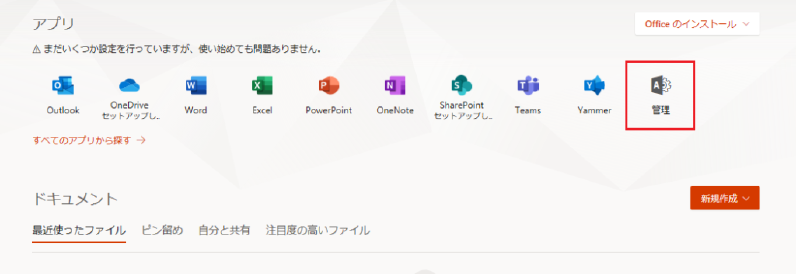 アプリ
Office のインストール
⚠ まだいくつか設定を行っていますが、使い始めても問題ありません。
Outlook
OneDrive
セットアップし...
Word
Excel
PowerPoint
OneNote
SharePoint
セットアップし...
Teams
Yammer
管理
すべてのアプリから探す →
ドキュメント
新規作成
最近使ったファイル ピン留め 自分と共有 注目度の高いファイル